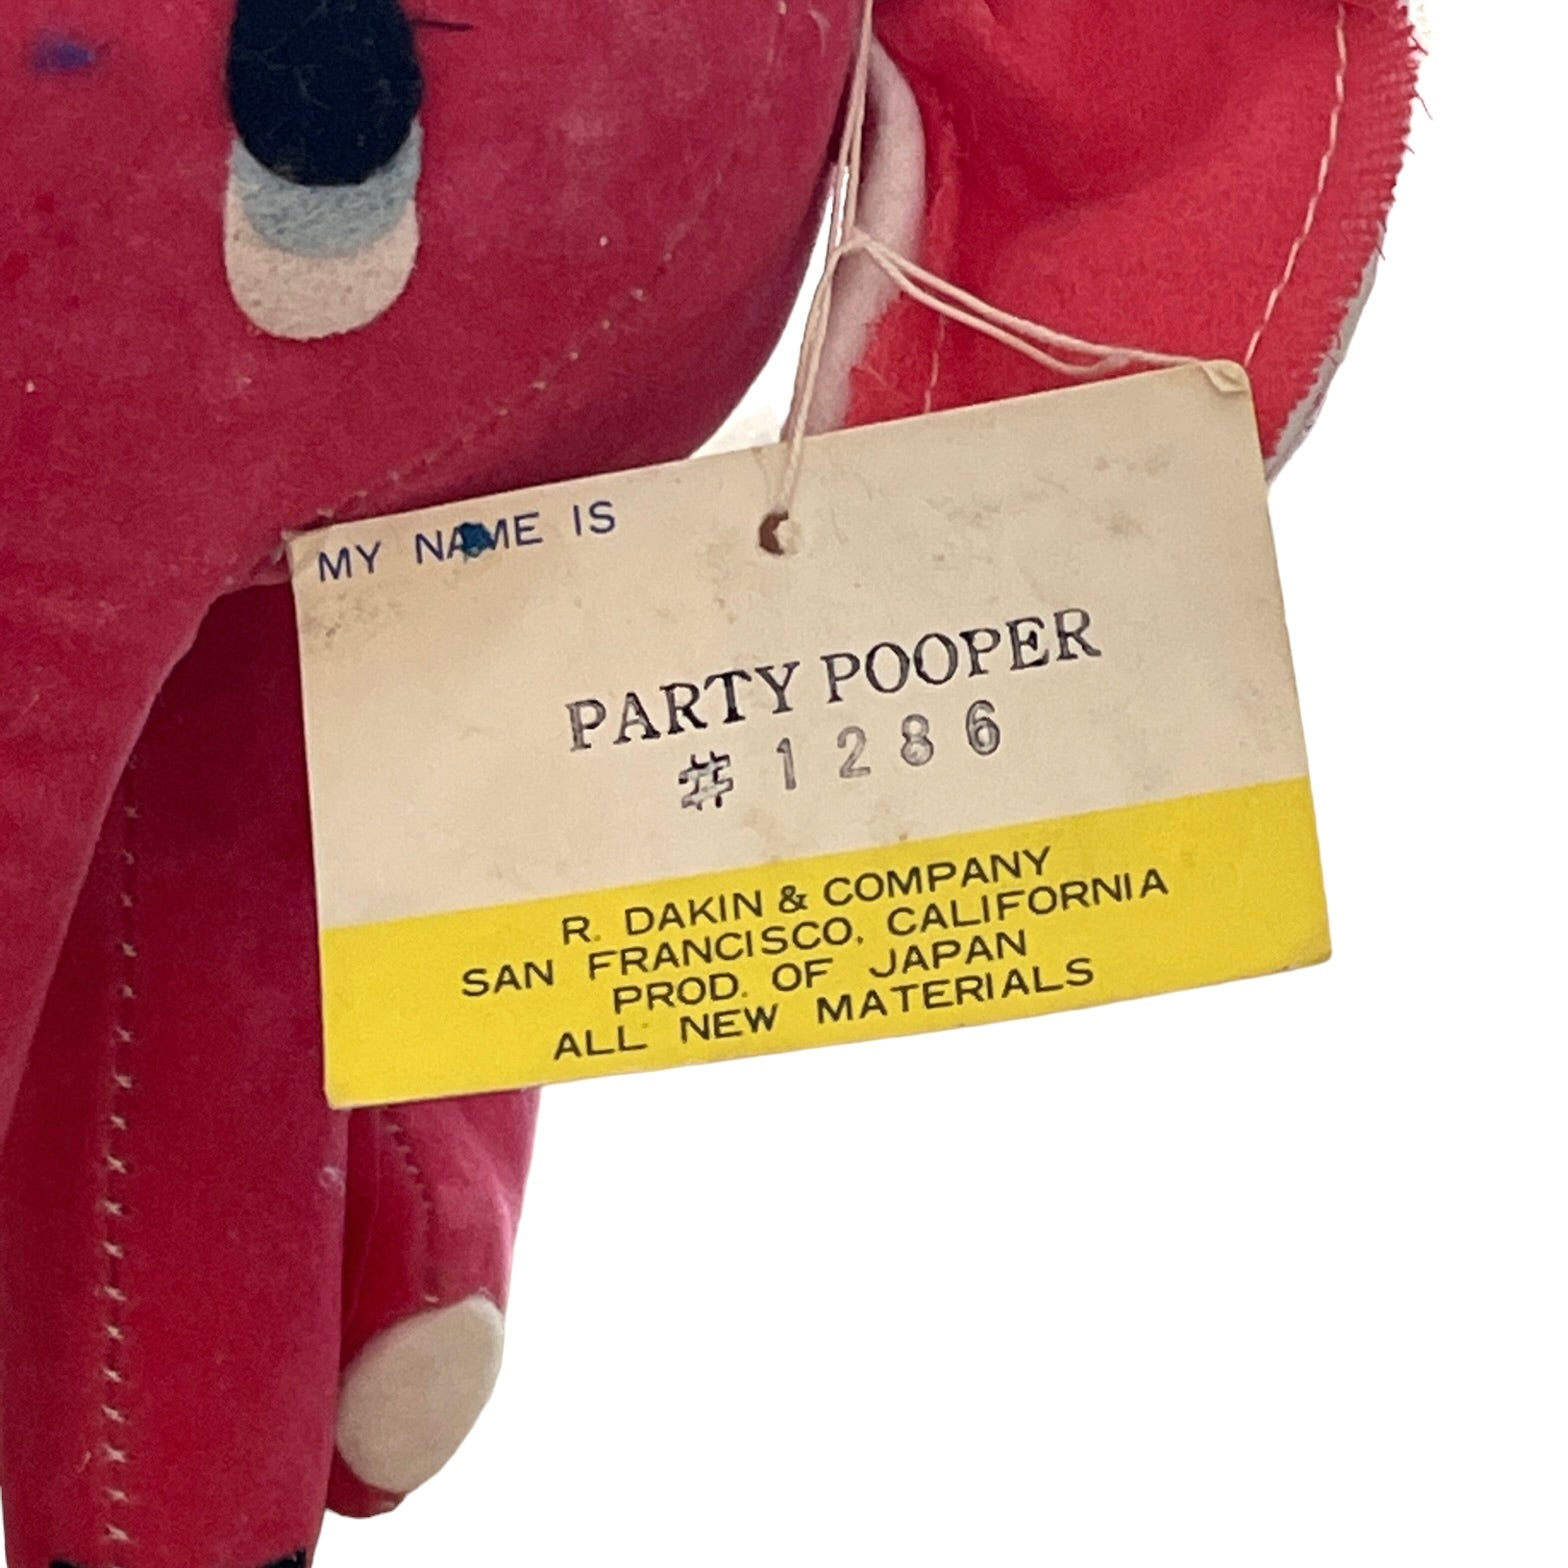 MY NAME IS
PARTY POOPER
#1286
R. DAKIN & COMPANY
SAN FRANCISCO, CALIFORNIA
PROD. OF JAPAN
ALL NEW MATERIALS